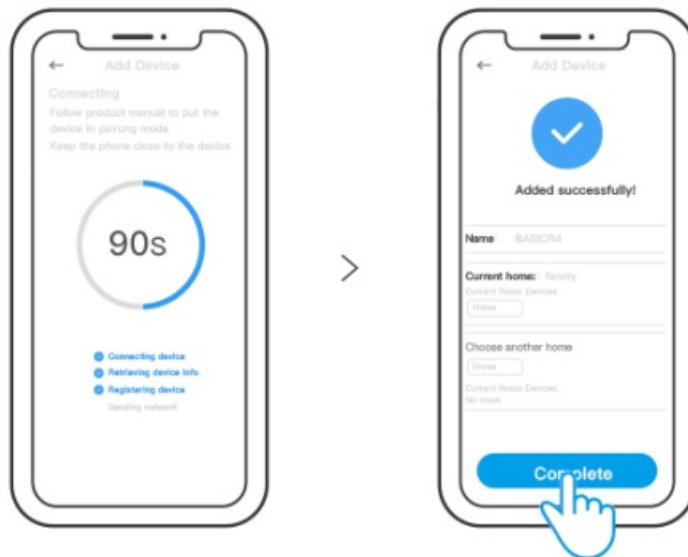 Add Device
Connecting
Follow product manual to put the
device in pairung mode
Keep the phone close to the device
90s
Connecting device
Retrieving device info
Registering device
Sending network
>
Add Device
Added successfully!
Name BASICR4
Current home: family
Current Room Devices
Home
Choose another home
Home
Current Room Devices
No room
Complete